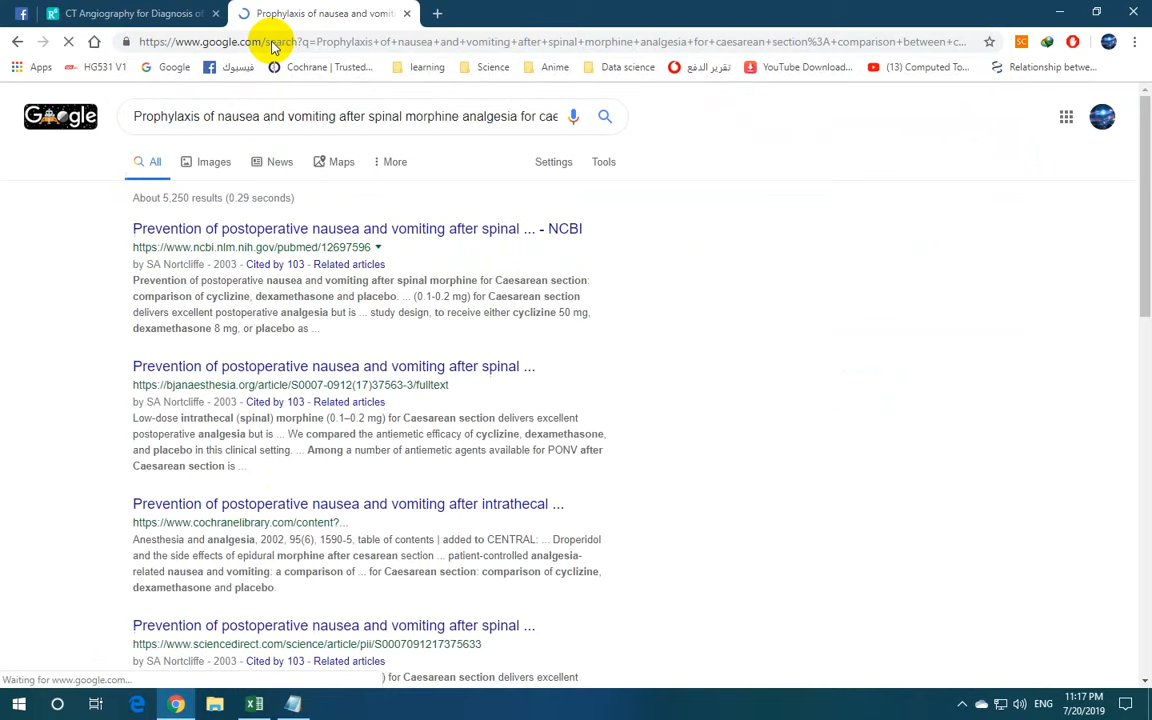 CT Angiography for Diagnosis of
Prophylaxis of nausea and vomit
https://www.google.com/search?q=Prophylaxis+of+nausea+and+vomiting+after+spinal+morphine+analgesia+for+caesarean+section%3A+comparison+between+c...
Apps HG531 V1 Google فيسبوك Cochrane | Trusted... learning Science Anime Data science تقرير الدفع YouTube Download... (13) Computed To... Relationship betwe...
Google Prophylaxis of nausea and vomiting after spinal morphine analgesia for cae
All Images News Maps More Settings Tools
About 5,250 results (0.29 seconds)
Prevention of postoperative nausea and vomiting after spinal ... - NCBI
https://www.ncbi.nlm.nih.gov/pubmed/12697596
by SA Nortcliffe - 2003 - Cited by 103 - Related articles
Prevention of postoperative nausea and vomiting after spinal morphine for Caesarean section:
comparison of cyclizine, dexamethasone and placebo. ... (0.1-0.2 mg) for Caesarean section
delivers excellent postoperative analgesia but is ... study design, to receive either cyclizine 50 mg,
dexamethasone 8 mg, or placebo as ...
Prevention of postoperative nausea and vomiting after spinal ...
https://bjanaesthesia.org/article/S0007-0912(17)37563-3/fulltext
by SA Nortcliffe - 2003 - Cited by 103 - Related articles
Low-dose intrathecal (spinal) morphine (0.1–0.2 mg) for Caesarean section delivers excellent
postoperative analgesia but is ... We compared the antiemetic efficacy of cyclizine, dexamethasone,
and placebo in this clinical setting. ... Among a number of antiemetic agents available for PONV after
Caesarean section is ...
Prevention of postoperative nausea and vomiting after intrathecal ...
https://www.cochranelibrary.com/content?...
Anesthesia and analgesia, 2002, 95(6), 1590-5, table of contents | added to CENTRAL: ... Droperidol
and the side effects of epidural morphine after cesarean section ... patient-controlled analgesia-
related nausea and vomiting: a comparison of ... for Caesarean section: comparison of cyclizine,
dexamethasone and placebo.
Prevention of postoperative nausea and vomiting after spinal ...
https://www.sciencedirect.com/science/article/pii/S0007091217375633
by SA Nortcliffe - 2003 - Cited by 103 - Related articles
) for Caesarean section delivers excellent
Waiting for www.google.com...
ENG 11:17 PM
7/20/2019